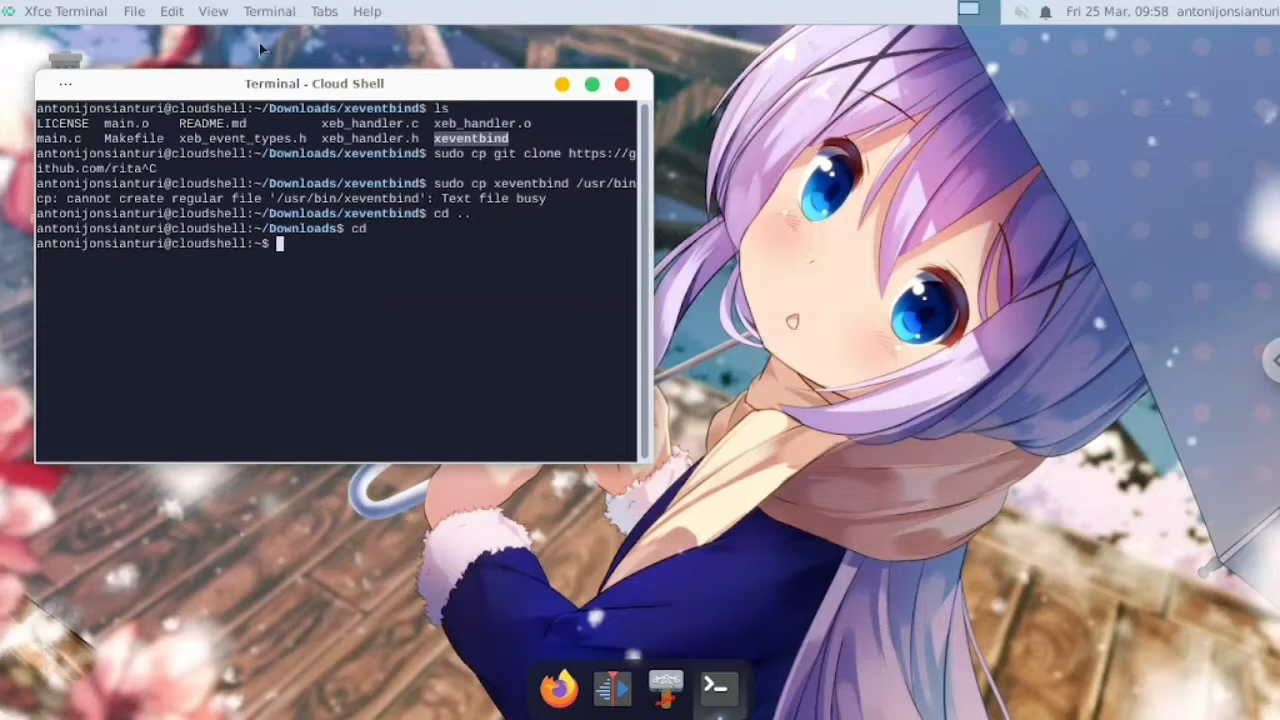 Xfce Terminal File Edit View Terminal Tabs Help Fri 25 Mar, 09:58 antonijonsianturi
... Terminal - Cloud Shell
antonijonsianturi@cloudshell:~/Downloads/xeventbind$ ls
LICENSE main.o README.md xeb_handler.c xeb_handler.o
main.c Makefile xeb_event_types.h xeb_handler.h xeventbind
antonijonsianturi@cloudshell:~/Downloads/xeventbind$ sudo cp git clone https://g
ithub.com/rita^C
antonijonsianturi@cloudshell:~/Downloads/xeventbind$ sudo cp xeventbind /usr/bin
cp: cannot create regular file '/usr/bin/xeventbind': Text file busy
antonijonsianturi@cloudshell:~/Downloads/xeventbind$ cd ..
antonijonsianturi@cloudshell:~/Downloads$ cd
antonijonsianturi@cloudshell:~$